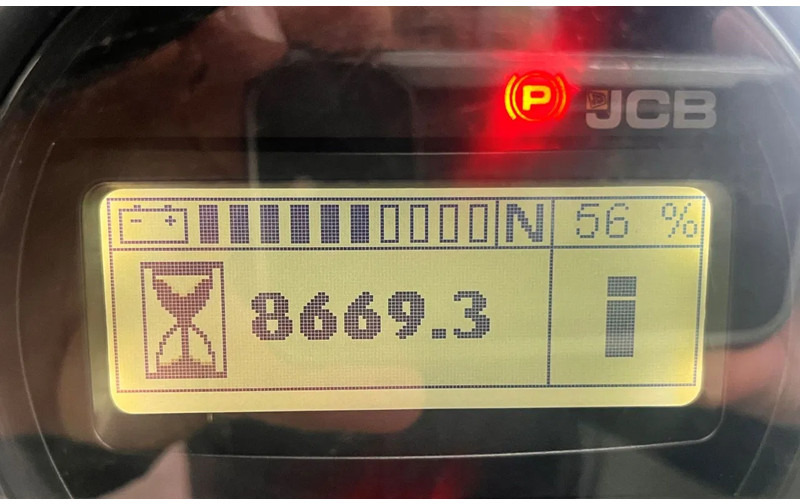 P JCB
- + N 56 %
8669.3 i